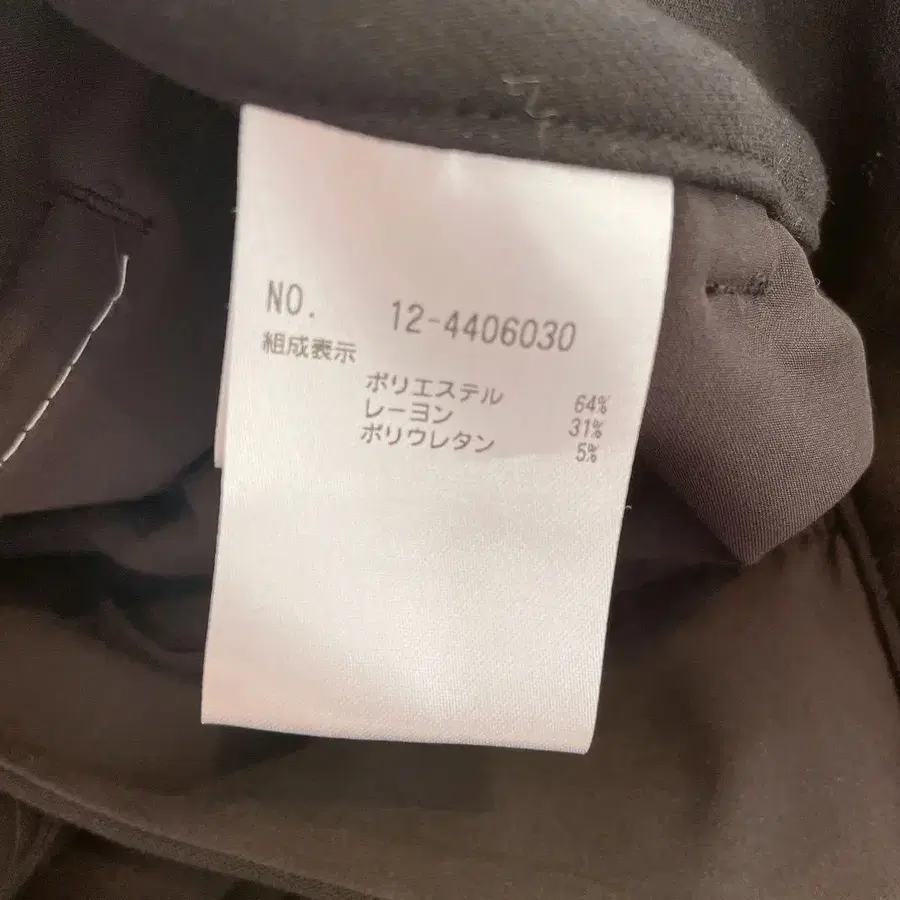 NO. 12-4406030
組成表示
ポリエステル 64%
レーヨン 31%
ポリウレタン 5%